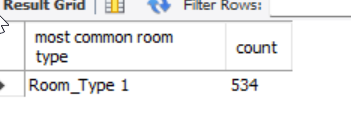 Result Grid Filter Rows:
most common room
type
count
Room_Type 1 534